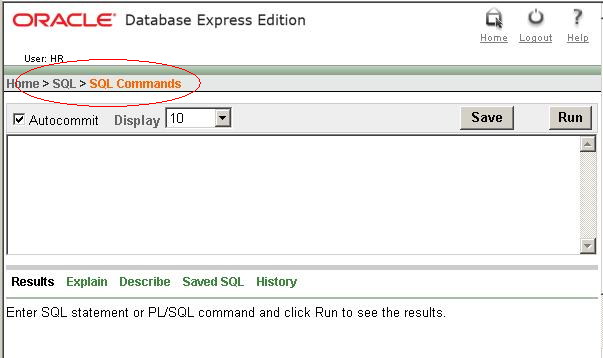 ORACLE® Database Express Edition
Home Logout Help
User: HR
Home > SQL > SQL Commands
Autocommit Display 10 Save Run
Results Explain Describe Saved SQL History
Enter SQL statement or PL/SQL command and click Run to see the results.